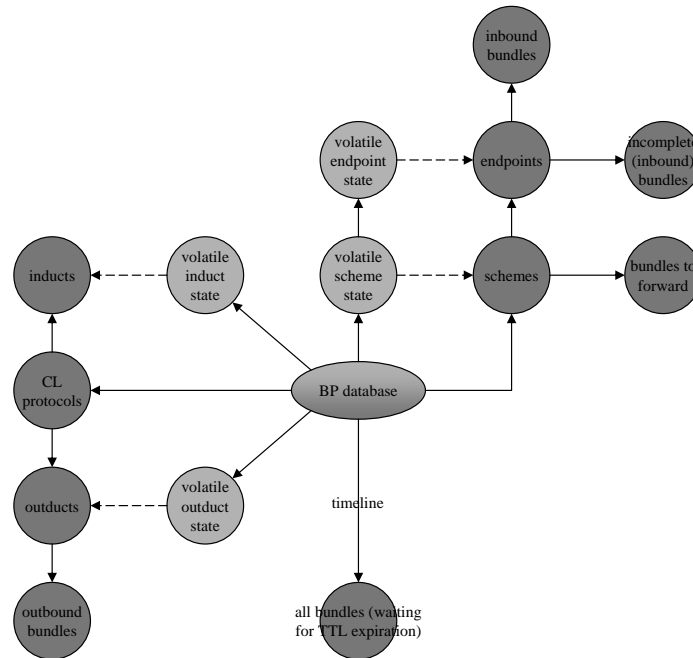 inbound
bundles
volatile
endpoint
state
endpoints
incomplete
(inbound)
bundles
inducts
volatile
induct
state
volatile
scheme
state
schemes
bundles to
forward
CL
protocols
BP database
outducts
volatile
outduct
state
timeline
outbound
bundles
all bundles (waiting
for TTL expiration)